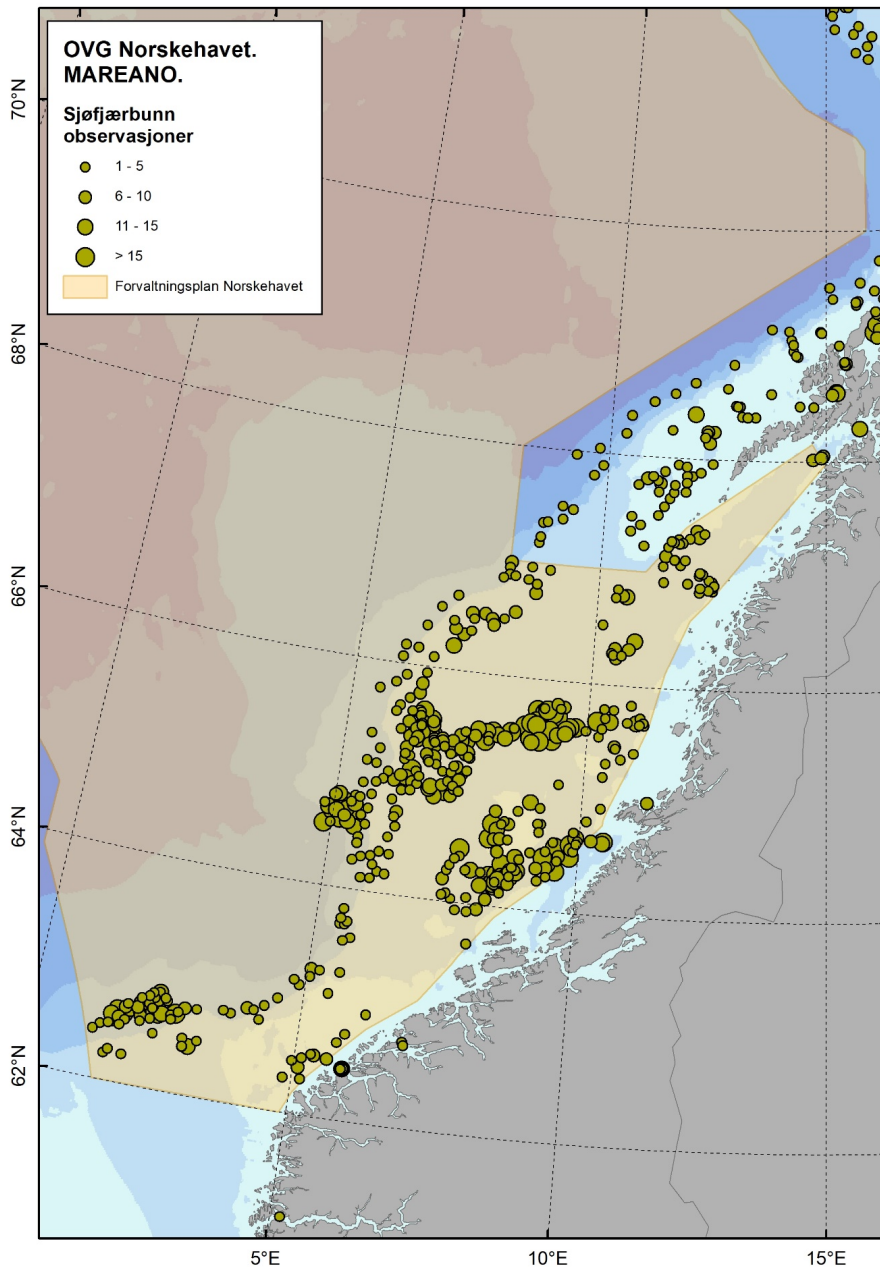 OVG Norskehavet.
MAREANO.
Sjøfjærbunn
observasjoner
1 - 5
6 - 10
11 - 15
> 15
Forvaltningsplan Norskehavet
70°N
68°N
66°N
64°N
62°N
5°E
10°E
15°E